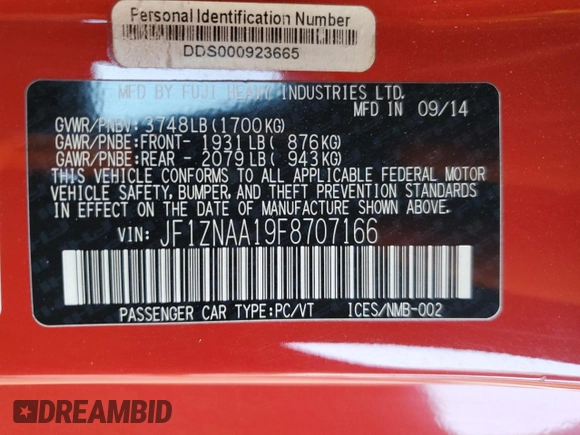 Personal Identification Number
DDS000923665
MFD BY FUJI HEAVY INDUSTRIES LTD.
MFD IN 09/14
GVWR/PNBV: 3748LB(1700KG)
GAWR/PNBE:FRONT- 1931LB( 876KG)
GAWR/PNBE:REAR - 2079LB( 943KG)
THIS VEHICLE CONFORMS TO ALL APPLICABLE FEDERAL MOTOR
VEHICLE SAFETY, BUMPER, AND THEFT PREVENTION STANDARDS
IN EFFECT ON THE DATE OF MANUFACTURE SHOWN ABOVE.
VIN: JF1ZNAA19F8707166
PASSENGER CAR TYPE:PC/VT ICES/NMB-002
DREAMBID